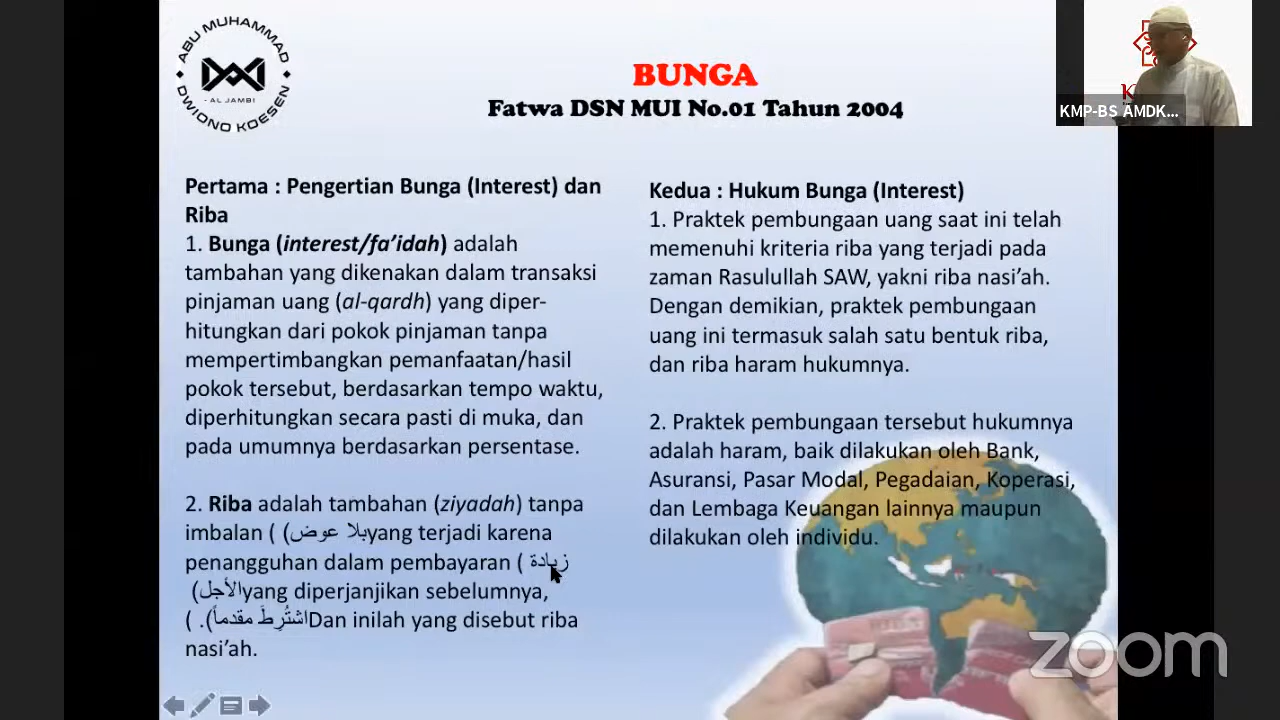 ABU MUHAMMAD
- AL JAMBI -
DWIONO KOESEN
BUNGA
Fatwa DSN MUI No.01 Tahun 2004
KMP-BS AMDK...
Pertama : Pengertian Bunga (Interest) dan
Riba
1. Bunga (interest/fa’idah) adalah
tambahan yang dikenakan dalam transaksi
pinjaman uang (al-qardh) yang diper-
hitungkan dari pokok pinjaman tanpa
mempertimbangkan pemanfaatan/hasil
pokok tersebut, berdasarkan tempo waktu,
diperhitungkan secara pasti di muka, dan
pada umumnya berdasarkan persentase.
2. Riba adalah tambahan (ziyadah) tanpa
imbalan ( (بلا عوضyang terjadi karena
penangguhan dalam pembayaran ( زيادة
(الأجلyang diperjanjikan sebelumnya,
( .(اشتُرِطَ مقدماً).Dan inilah yang disebut riba
nasi’ah.
Kedua : Hukum Bunga (Interest)
1. Praktek pembungaan uang saat ini telah
memenuhi kriteria riba yang terjadi pada
zaman Rasulullah SAW, yakni riba nasi’ah.
Dengan demikian, praktek pembungaan
uang ini termasuk salah satu bentuk riba,
dan riba haram hukumnya.
2. Praktek pembungaan tersebut hukumnya
adalah haram, baik dilakukan oleh Bank,
Asuransi, Pasar Modal, Pegadaian, Koperasi,
dan Lembaga Keuangan lainnya maupun
dilakukan oleh individu.
zoom